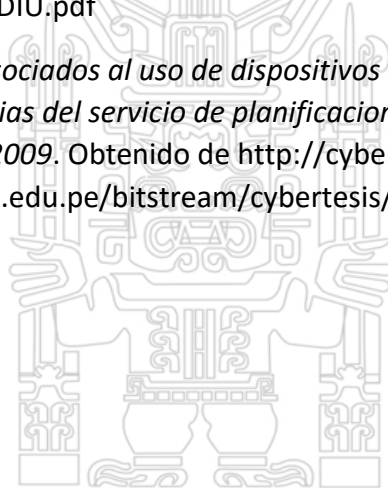 DIU.pdf
sociados al uso de dispositivos
ias del servicio de planificacion
2009. Obtenido de http://cybe
.edu.pe/bitstream/cybertesis/